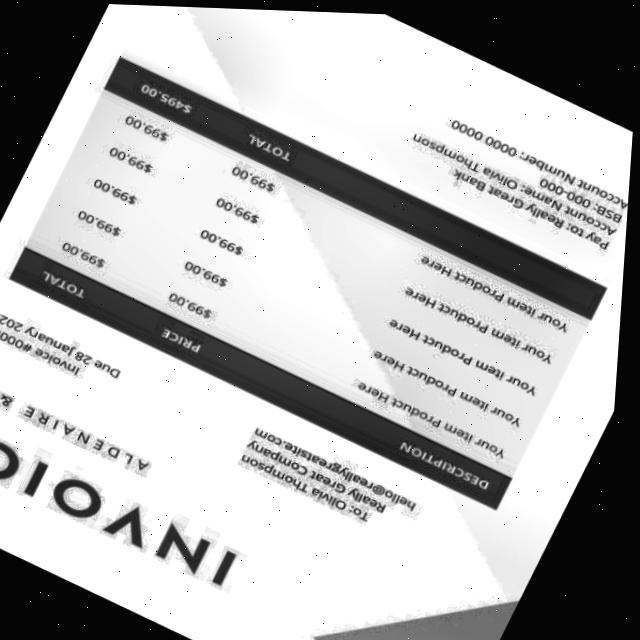 INVOIC
ALDENAIRE &
To: Olivia Thompson
Really Great Company
hello@reallygreatsite.com
Invoice #000
Due 28 January 202
DESCRIPTION PRICE TOTAL
Your Item Product Here $99.00 $99.00
Your Item Product Here $99.00 $99.00
Your Item Product Here $99.00 $99.00
Your Item Product Here $99.00 $99.00
Your Item Product Here $99.00 $99.00
TOTAL $495.00
Pay to: Really Great Bank
Account Name: Olivia Thompson
BSB: 000-000
Account Number: 0000 0000